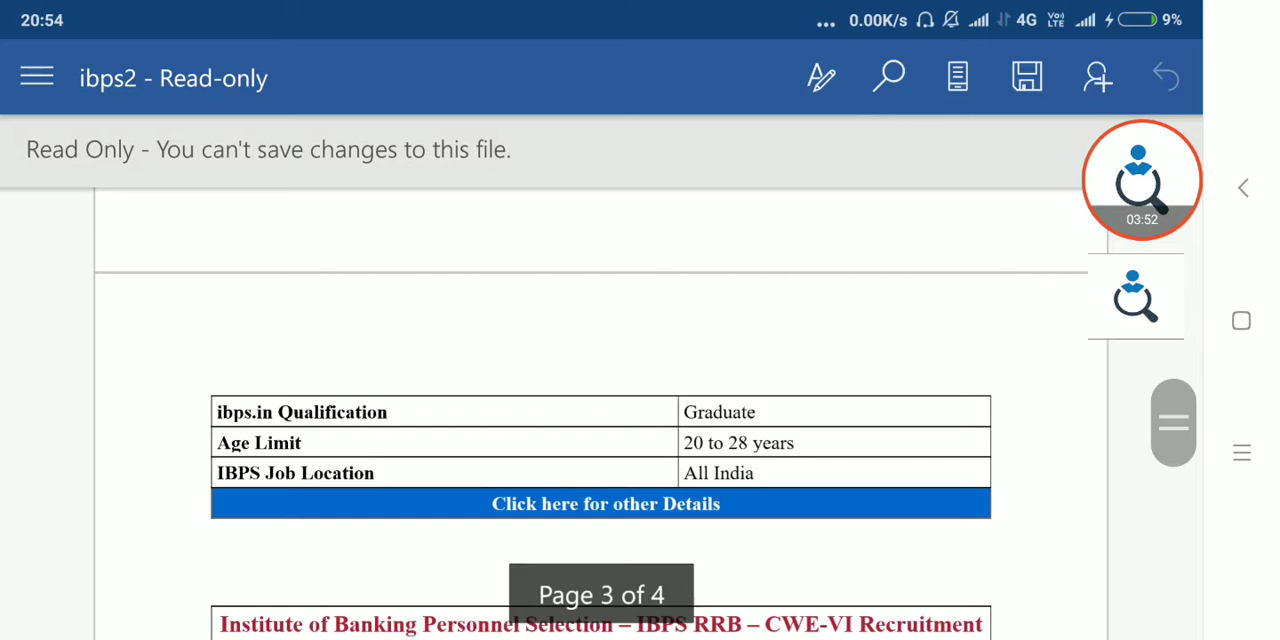 20:54
... 0.00K/s 4G Vo) LTE 9%
ibps2 - Read-only
Read Only - You can't save changes to this file.
03:52
ibps.in Qualification Graduate
Age Limit 20 to 28 years
IBPS Job Location All India
Click here for other Details
Page 3 of 4
Institute of Banking Personnel Selection – IBPS RRB – CWE-VI Recruitment